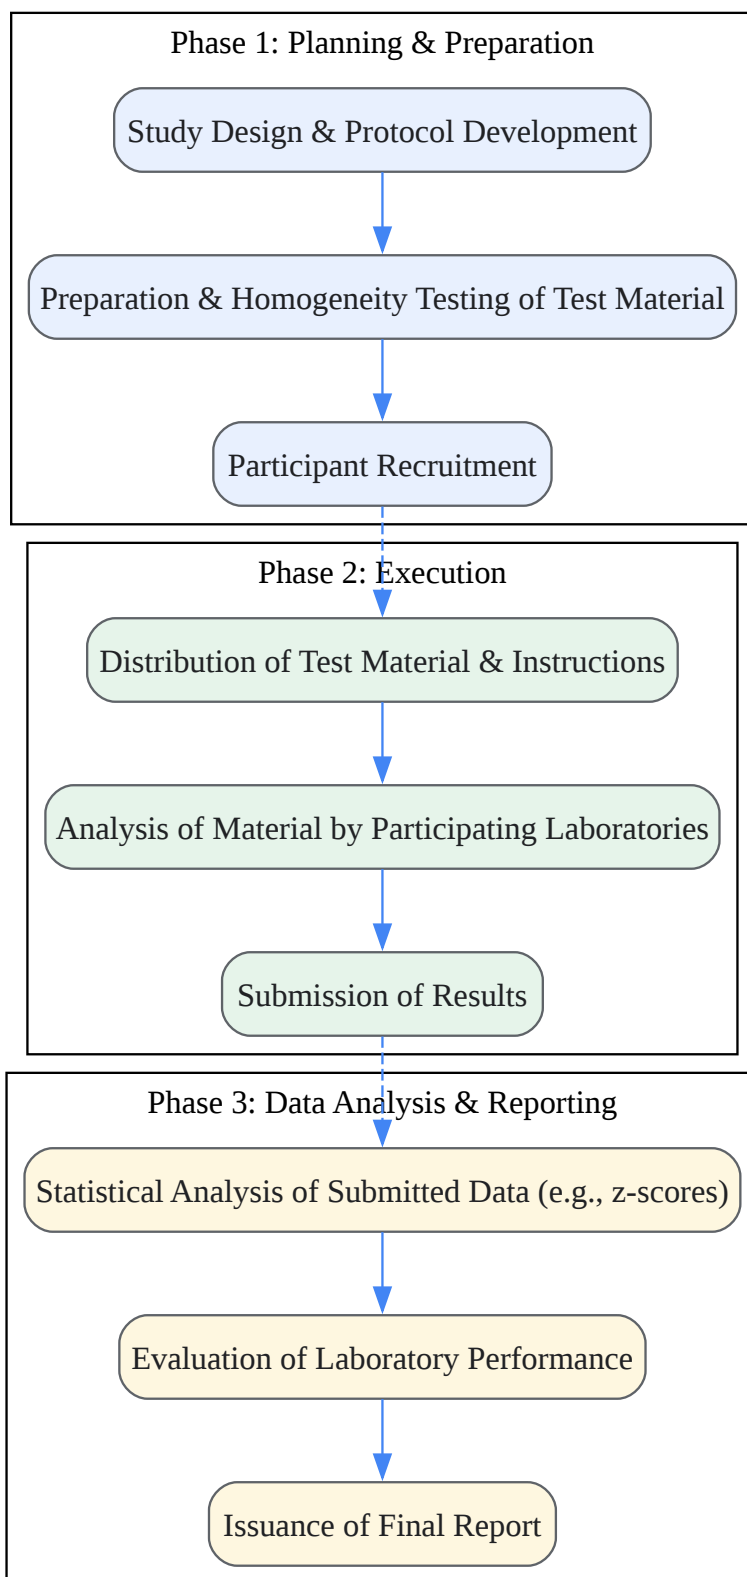 Phase 1: Planning & Preparation
Study Design & Protocol Development
Preparation & Homogeneity Testing of Test Material
Participant Recruitment
Phase 2: Execution
Distribution of Test Material & Instructions
Analysis of Material by Participating Laboratories
Submission of Results
Phase 3: Data Analysis & Reporting
Statistical Analysis of Submitted Data (e.g., z-scores)
Evaluation of Laboratory Performance
Issuance of Final Report